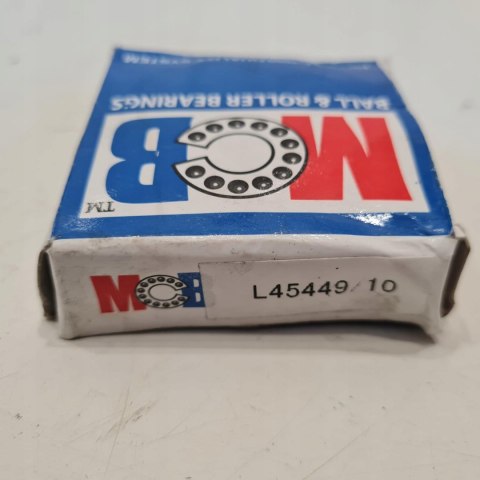 BALL & ROLLER BEARINGS
MCB
TM
MCB
L45449/10